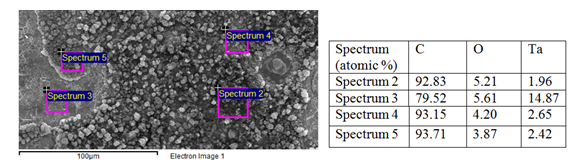 Spectrum 4
Spectrum 5
Spectrum 3
Spectrum 2
100µm
Electron Image 1
Spectrum (atomic %) C O Ta
Spectrum 2 92.83 5.21 1.96
Spectrum 3 79.52 5.61 14.87
Spectrum 4 93.15 4.20 2.65
Spectrum 5 93.71 3.87 2.42